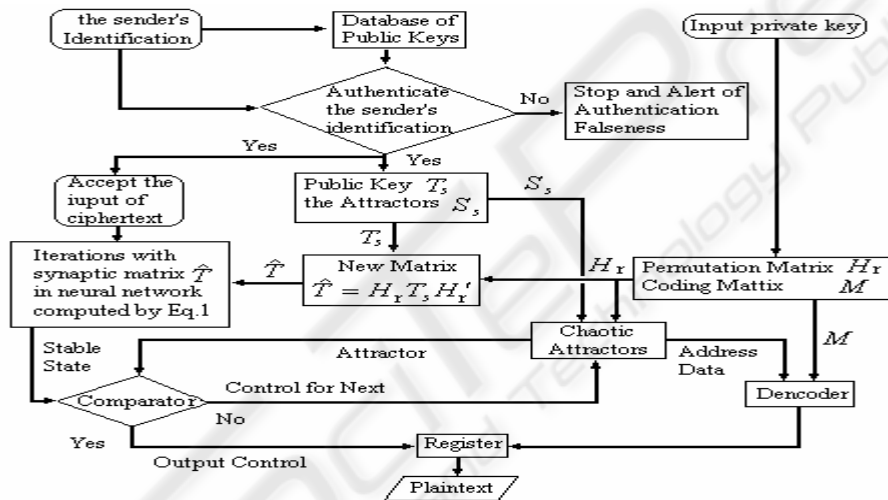 the sender's
Identification
Database of
Public Keys
Input private key
Authenticate
the sender's
identification
No
Stop and Alert of
Authentication
Falseness
Yes
Yes
Accept the
iuput of
ciphertext
Public Key T_s
the Attractors S_s
S_s
T_s
Iterations with
synaptic matrix T̂
in neural network
computed by Eq.1
T̂
New Matrix
T̂ = H_r T_s H_r'
H_r
Permutation Matrix H_r
Coding Mattix M
Stable
State
Attractor
Chaotic
Attractors
Address
Data
M
Comparator
Control for Next
No
Dencoder
Yes
Output Control
Register
Plaintext